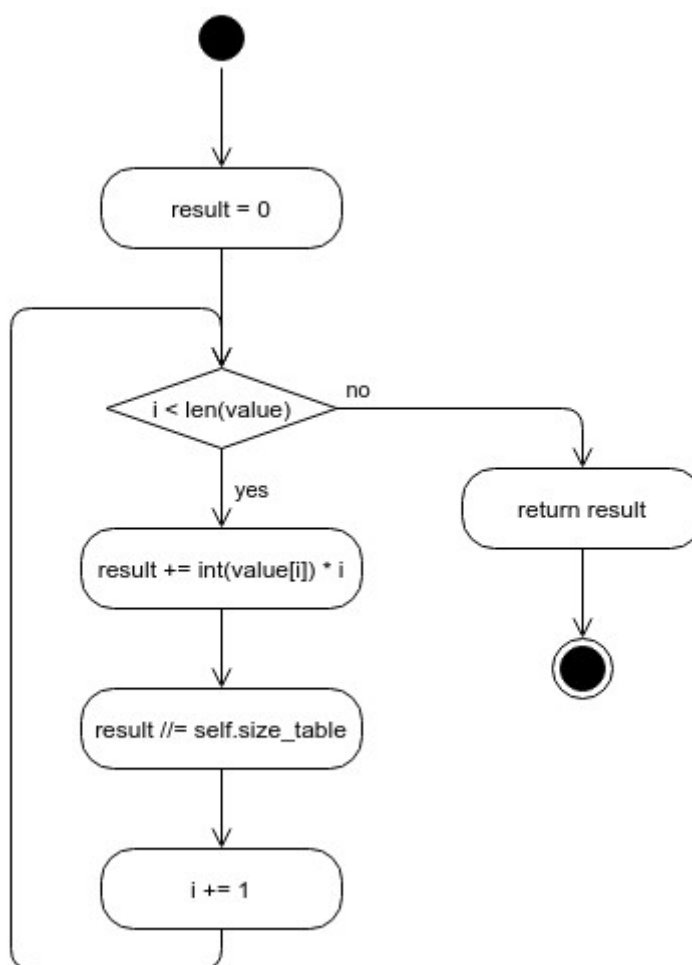 result = 0
i < len(value)
no
yes
return result
result += int(value[i]) * i
result //= self.size_table
i += 1